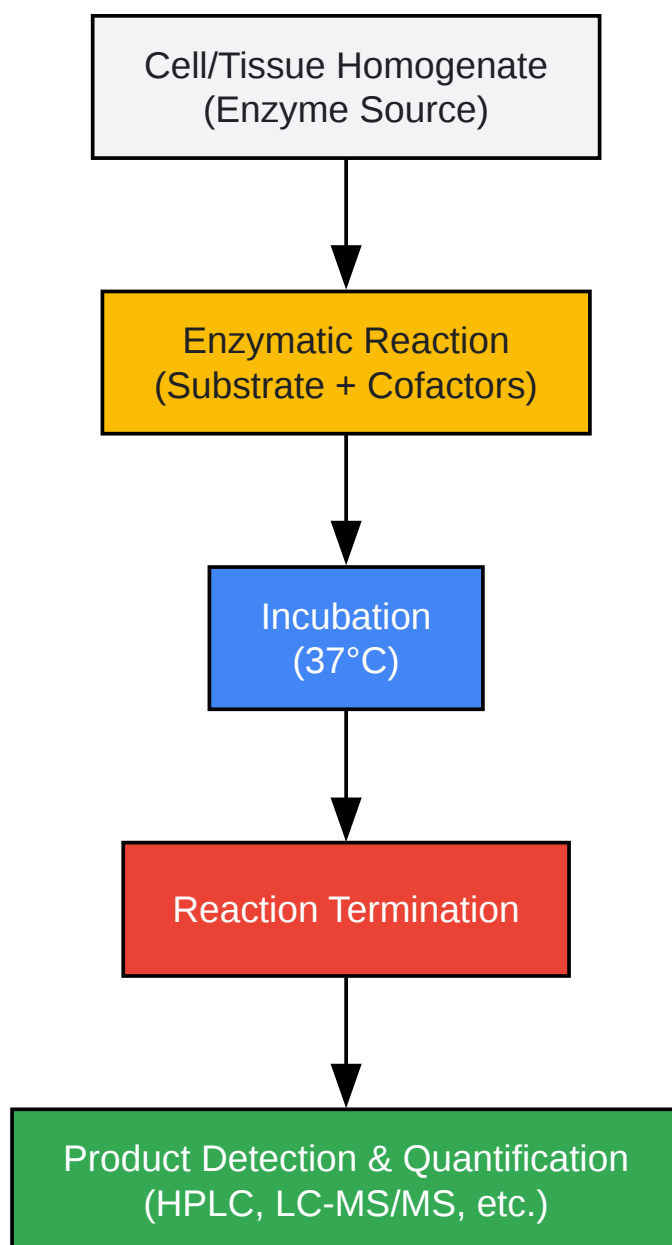 Cell/Tissue Homogenate
(Enzyme Source)
Enzymatic Reaction
(Substrate + Cofactors)
Incubation
(37°C)
Reaction Termination
Product Detection & Quantification
(HPLC, LC-MS/MS, etc.)